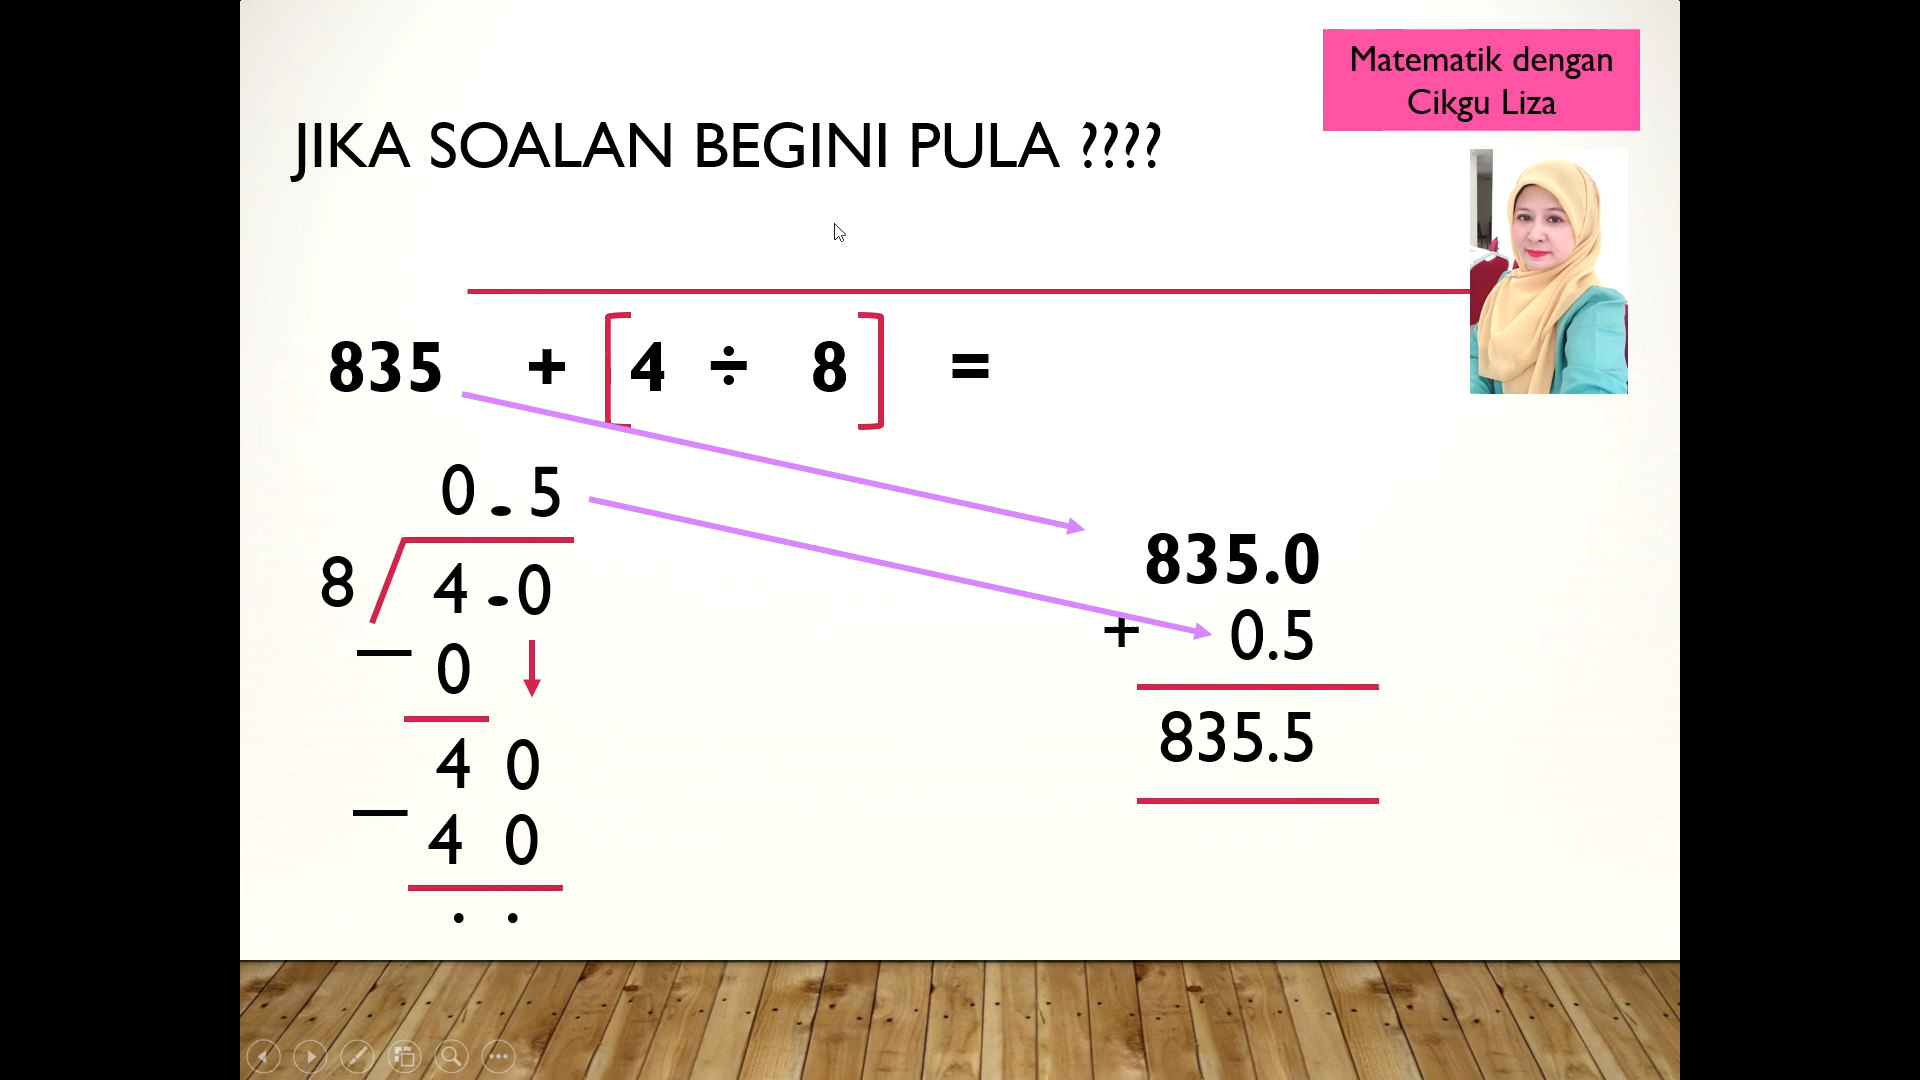 Matematik dengan
Cikgu Liza
JIKA SOALAN BEGINI PULA ????
835 + [ 4 ÷ 8 ] =
0.5
8 4.0
− 0
4 0
− 4 0
. .
835.0
+ 0.5
835.5